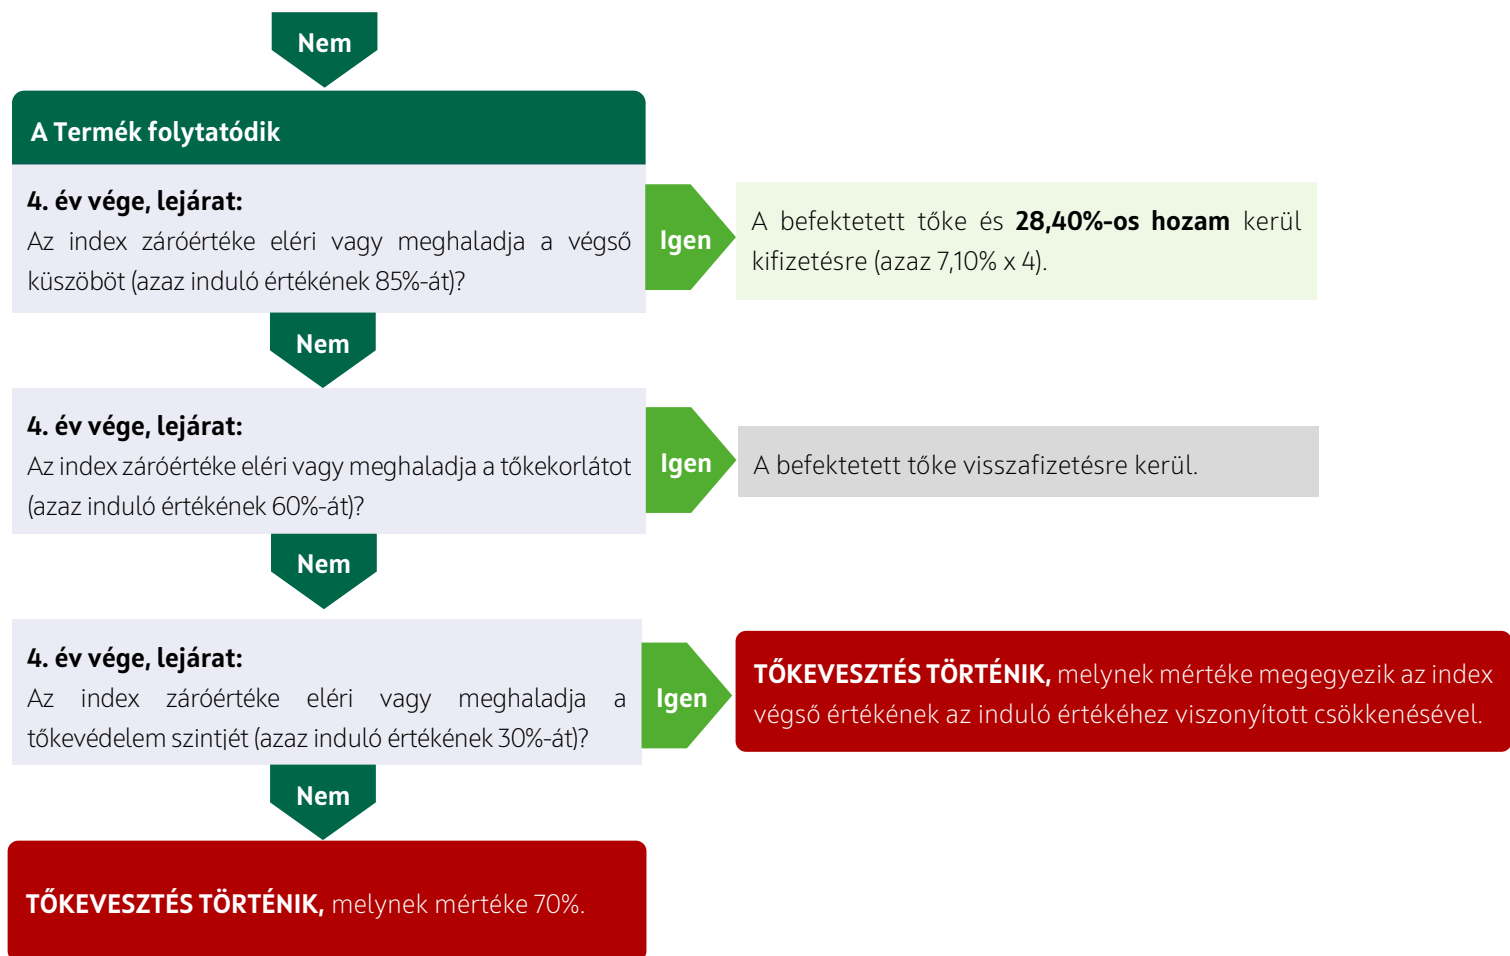 Nem
A Termék folytatódik
4. év vége, lejárat:
Az index záróértéke eléri vagy meghaladja a végső
küszöböt (azaz induló értékének 85%-át)?
Igen
A befektetett tőke és 28,40%-os hozam kerül
kifizetésre (azaz 7,10% x 4).
Nem
4. év vége, lejárat:
Az index záróértéke eléri vagy meghaladja a tőkekorlátot
(azaz induló értékének 60%-át)?
Igen
A befektetett tőke visszafizetésre kerül.
Nem
4. év vége, lejárat:
Az index záróértéke eléri vagy meghaladja a
tőkevédelem szintjét (azaz induló értékének 30%-át)?
Igen
TŐKEVESZTÉS TÖRTÉNIK, melynek mértéke megegyezik az index
végső értékének az induló értékéhez viszonyított csökkenésével.
Nem
TŐKEVESZTÉS TÖRTÉNIK, melynek mértéke 70%.